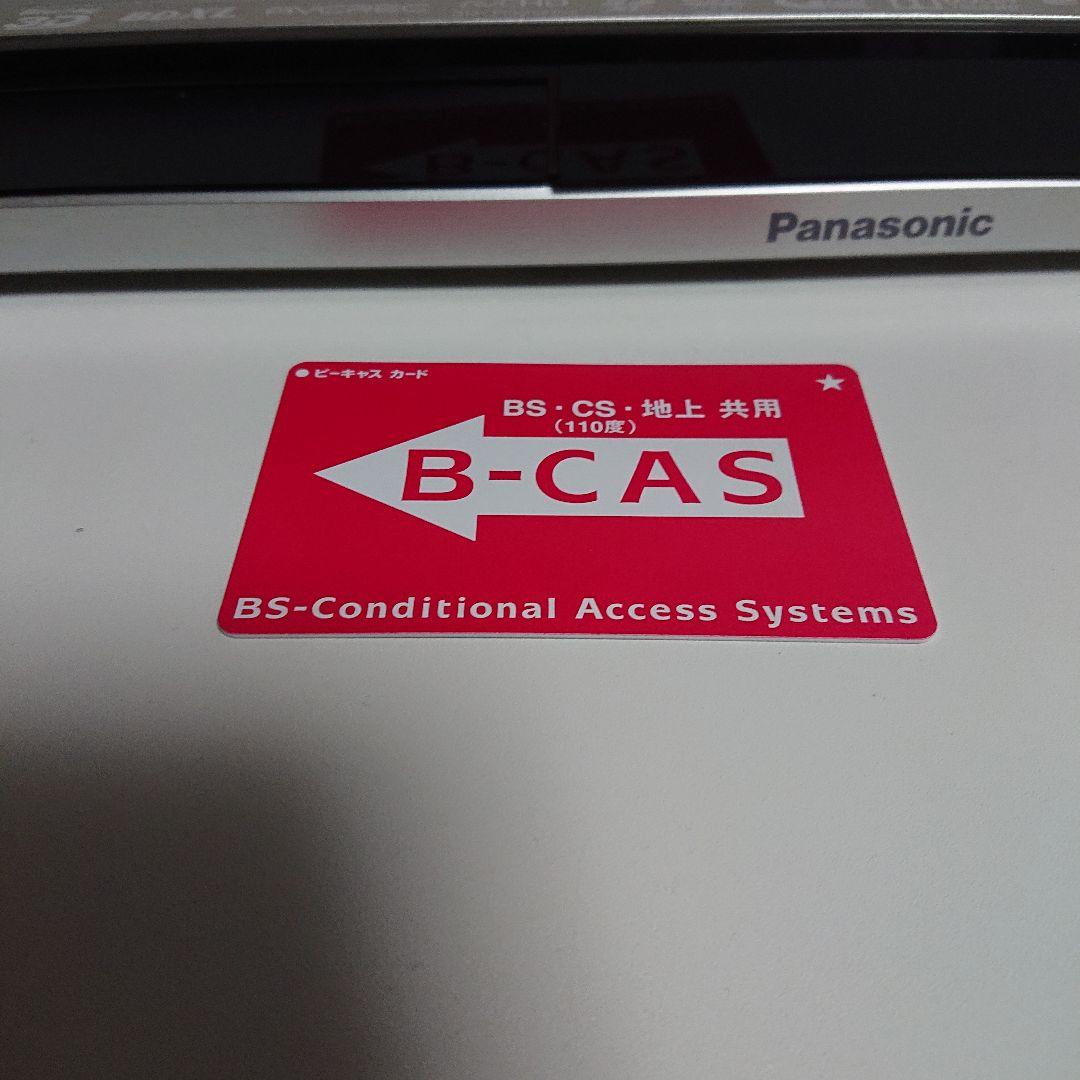 Panasonic
●ビーキャス カード
★
BS・CS・地上 共用
(110度)
B-CAS
BS-Conditional Access Systems